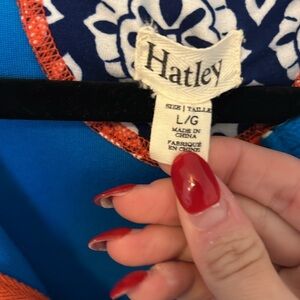 Hatley
SIZE | TAILLE
L/G
MADE IN
CHINA
FABRIQUÉ
EN CHINE